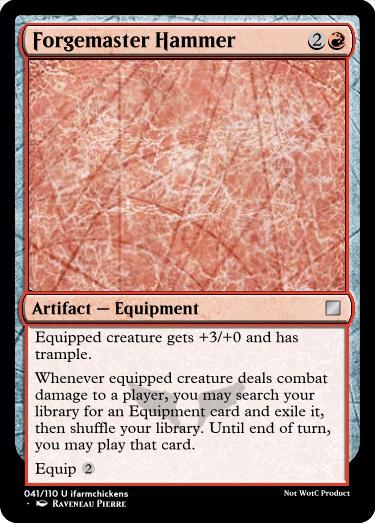 Forgemaster Hammer 2
Artifact — Equipment
Equipped creature gets +3/+0 and has
trample.
Whenever equipped creature deals combat
damage to a player, you may search your
library for an Equipment card and exile it,
then shuffle your library. Until end of turn,
you may play that card.
Equip 2
041/110 U ifarmchickens
Not WotC Product
· Raveneau Pierre